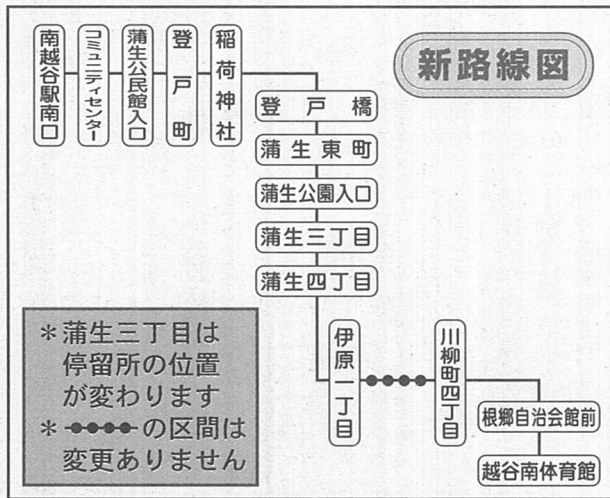 新路線図
南越谷駅南口
コミュニティセンター
蒲生公民館入口
登戸町
稲荷神社
登戸橋
蒲生東町
蒲生公園入口
蒲生三丁目
蒲生四丁目
伊原一丁目
川柳町四丁目
根郷自治会館前
越谷南体育館
＊蒲生三丁目は
停留所の位置
が変わります
＊●●●●の区間は
変更ありません